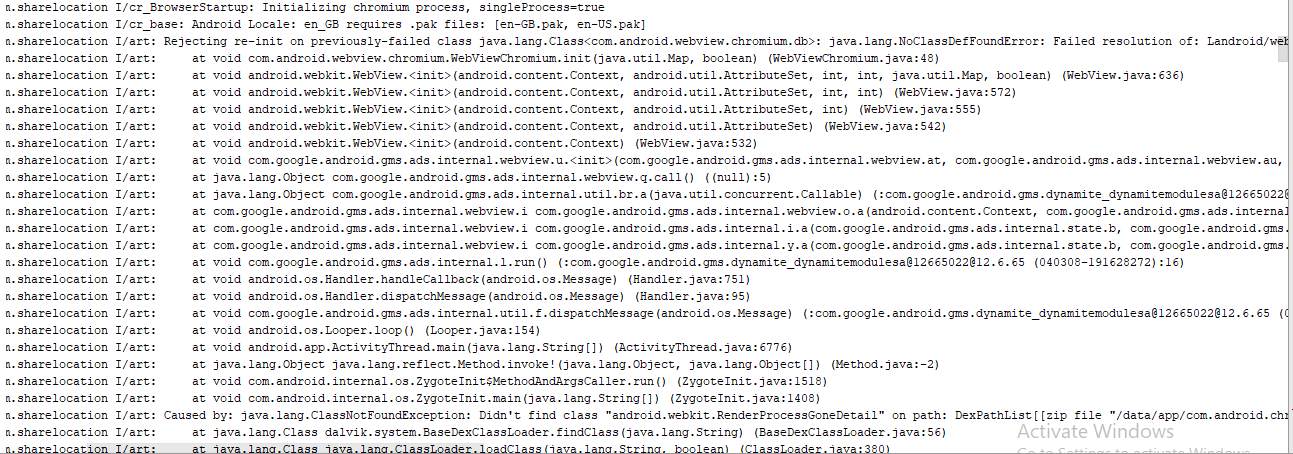 n.sharelocation I/cr_BrowserStartup: Initializing chromium process, singleProcess=true
n.sharelocation I/cr_base: Android Locale: en_GB requires .pak files: [en-GB.pak, en-US.pak]
n.sharelocation I/art: Rejecting re-init on previously-failed class java.lang.Class<com.android.webview.chromium.db>: java.lang.NoClassDefFoundError: Failed resolution of: Landroid/web
n.sharelocation I/art:     at void com.android.webview.chromium.WebViewChromium.init(java.util.Map, boolean) (WebViewChromium.java:48)
n.sharelocation I/art:     at void android.webkit.WebView.<init>(android.content.Context, android.util.AttributeSet, int, int, java.util.Map, boolean) (WebView.java:636)
n.sharelocation I/art:     at void android.webkit.WebView.<init>(android.content.Context, android.util.AttributeSet, int, int) (WebView.java:572)
n.sharelocation I/art:     at void android.webkit.WebView.<init>(android.content.Context, android.util.AttributeSet, int) (WebView.java:555)
n.sharelocation I/art:     at void android.webkit.WebView.<init>(android.content.Context, android.util.AttributeSet) (WebView.java:542)
n.sharelocation I/art:     at void android.webkit.WebView.<init>(android.content.Context) (WebView.java:532)
n.sharelocation I/art:     at void com.google.android.gms.ads.internal.webview.u.<init>(com.google.android.gms.ads.internal.webview.at, com.google.android.gms.ads.internal.webview.au,
n.sharelocation I/art:     at java.lang.Object com.google.android.gms.ads.internal.webview.q.call() ((null):5)
n.sharelocation I/art:     at java.lang.Object com.google.android.gms.ads.internal.util.br.a(java.util.concurrent.Callable) (:com.google.android.gms.dynamite_dynamitemodulesa@12665022@
n.sharelocation I/art:     at com.google.android.gms.ads.internal.webview.i com.google.android.gms.ads.internal.webview.o.a(android.content.Context, com.google.android.gms.ads.internal
n.sharelocation I/art:     at com.google.android.gms.ads.internal.webview.i com.google.android.gms.ads.internal.i.a(com.google.android.gms.ads.internal.state.b, com.google.android.gms.
n.sharelocation I/art:     at com.google.android.gms.ads.internal.webview.i com.google.android.gms.ads.internal.y.a(com.google.android.gms.ads.internal.state.b, com.google.android.gms.
n.sharelocation I/art:     at void com.google.android.gms.ads.internal.l.run() (:com.google.android.gms.dynamite_dynamitemodulesa@12665022@12.6.65 (040308-191628272):16)
n.sharelocation I/art:     at void android.os.Handler.handleCallback(android.os.Message) (Handler.java:751)
n.sharelocation I/art:     at void android.os.Handler.dispatchMessage(android.os.Message) (Handler.java:95)
n.sharelocation I/art:     at void com.google.android.gms.ads.internal.util.f.dispatchMessage(android.os.Message) (:com.google.android.gms.dynamite_dynamitemodulesa@12665022@12.6.65 (0
n.sharelocation I/art:     at void android.os.Looper.loop() (Looper.java:154)
n.sharelocation I/art:     at void android.app.ActivityThread.main(java.lang.String[]) (ActivityThread.java:6776)
n.sharelocation I/art:     at java.lang.Object java.lang.reflect.Method.invoke!(java.lang.Object, java.lang.Object[]) (Method.java:-2)
n.sharelocation I/art:     at void com.android.internal.os.ZygoteInit$MethodAndArgsCaller.run() (ZygoteInit.java:1518)
n.sharelocation I/art:     at void com.android.internal.os.ZygoteInit.main(java.lang.String[]) (ZygoteInit.java:1408)
n.sharelocation I/art: Caused by: java.lang.ClassNotFoundException: Didn't find class "android.webkit.RenderProcessGoneDetail" on path: DexPathList[[zip file "/data/app/com.android.chr
n.sharelocation I/art:     at java.lang.Class dalvik.system.BaseDexClassLoader.findClass(java.lang.String) (BaseDexClassLoader.java:56)
n.sharelocation I/art:     at java.lang.Class java.lang.ClassLoader.loadClass(java.lang.String, boolean) (ClassLoader.java:380)
Activate Windows
Go to Settings to activate Windows.